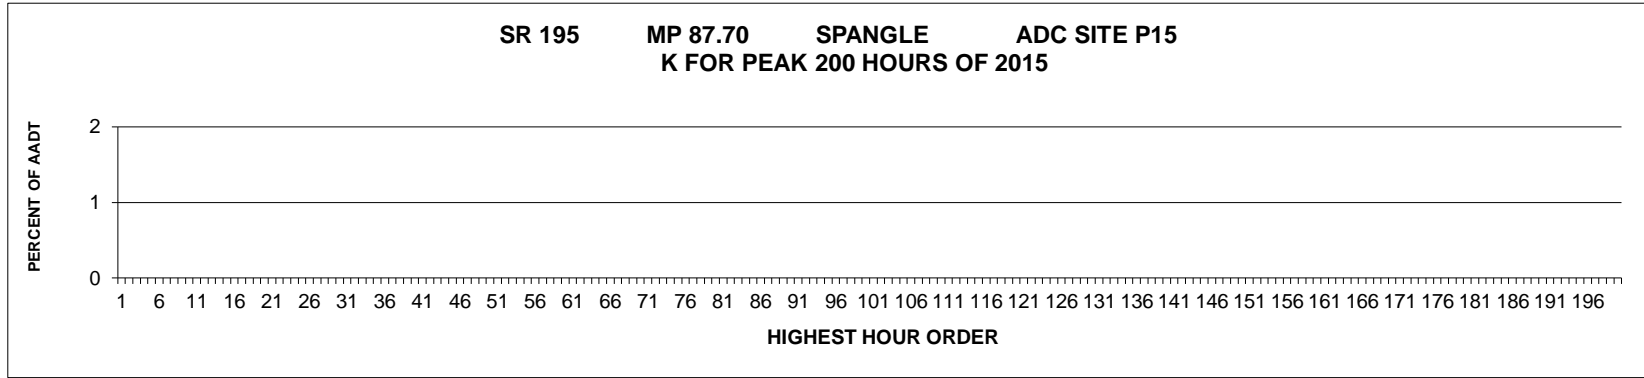 SR 195 MP 87.70 SPANGLE ADC SITE P15
K FOR PEAK 200 HOURS OF 2015
PERCENT OF AADT
2
1
0
1 6 11 16 21 26 31 36 41 46 51 56 61 66 71 76 81 86 91 96 101 106 111 116 121 126 131 136 141 146 151 156 161 166 171 176 181 186 191 196
HIGHEST HOUR ORDER